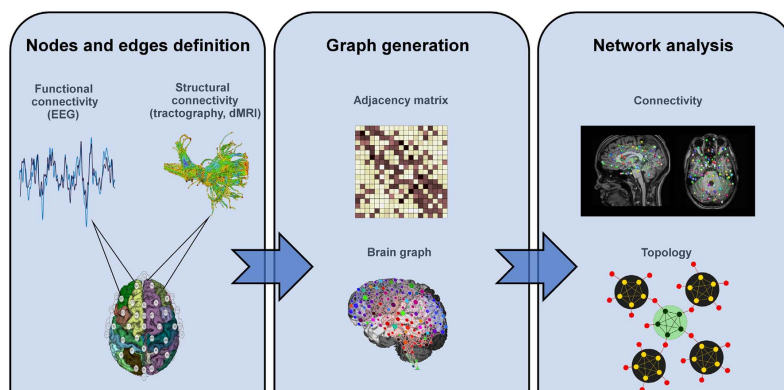 Nodes and edges definition
Functional
connectivity
(EEG)
Structural
connectivity
(tractography, dMRI)
Graph generation
Adjacency matrix
Brain graph
Network analysis
Connectivity
Topology